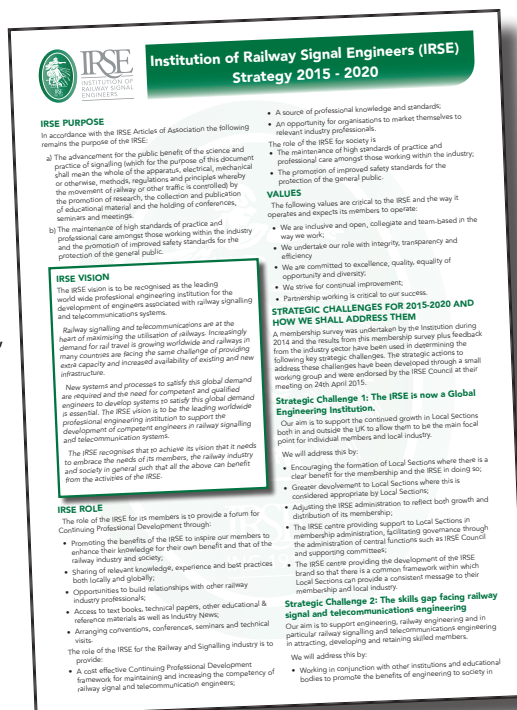 IRSE
INSTITUTION OF
RAILWAY SIGNAL
ENGINEERS
Institution of Railway Signal Engineers (IRSE)
Strategy 2015 - 2020
IRSE PURPOSE
In accordance with the IRSE Articles of Association the following
remains the purpose of the IRSE:
a) The advancement for the public benefit of the science and
practice of signalling (which for the purpose of this document
shall mean the whole of the apparatus, electrical, mechanical
or otherwise, methods, regulations and principles whereby
the movement of railway or other traffic is controlled) by
the promotion of research, the collection and publication
of educational material and the holding of conferences,
seminars and meetings.
b) The maintenance of high standards of practice and
professional care amongst those working within the industry
and the promotion of improved safety standards for the
protection of the general public.
IRSE VISION
The IRSE vision is to be recognised as the leading
world wide professional engineering institution for the
development of engineers associated with railway signalling
and telecommunications systems.
Railway signalling and telecommunications are at the
heart of maximising the utilisation of railways. Increasingly
demand for rail travel is growing worldwide and railways in
many countries are facing the same challenge of providing
extra capacity and increased availability of existing and new
infrastructure.
New systems and processes to satisfy this global demand
are required and the need for competent and qualified
engineers to develop systems to satisfy this global demand
is essential. The IRSE vision is to be the leading worldwide
professional engineering institution to support the
development of competent engineers in railway signalling
and telecommunication systems.
The IRSE recognises that to achieve its vision that it needs
to embrace the needs of its members, the railway industry
and society in general such that all the above can benefit
from the activities of the IRSE.
IRSE ROLE
The role of the IRSE for its members is to provide a forum for
Continuing Professional Development through:
• Promoting the benefits of the IRSE to inspire our members to
enhance their knowledge for their own benefit and that of the
railway industry and society;
• Sharing of relevant knowledge, experience and best practices
both locally and globally;
• Opportunities to build relationships with other railway
industry professionals;
• Access to text books, technical papers, other educational &
reference materials as well as Industry News;
• Arranging conventions, conferences, seminars and technical
visits.
The role of the IRSE for the Railway and Signalling industry is to
provide:
• A cost effective Continuing Professional Development
framework for maintaining and increasing the competency of
railway signal and telecommunication engineers;
• A source of professional knowledge and standards;
• An opportunity for organisations to market themselves to
relevant industry professionals.
The role of the IRSE for society is
• The maintenance of high standards of practice and
professional care amongst those working within the industry;
• The promotion of improved safety standards for the
protection of the general public.
VALUES
The following values are critical to the IRSE and the way it
operates and expects its members to operate:
• We are inclusive and open, collegiate and team-based in the
way we work;
• We undertake our role with integrity, transparency and
efficiency
• We are committed to excellence, quality, equality of
opportunity and diversity;
• We strive for continual improvement;
• Partnership working is critical to our success.
STRATEGIC CHALLENGES FOR 2015-2020 AND
HOW WE SHALL ADDRESS THEM
A membership survey was undertaken by the Institution during
2014 and the results from this membership survey plus feedback
from the industry sector have been used in determining the
following key strategic challenges. The strategic actions to
address these challenges have been developed through a small
working group and were endorsed by the IRSE Council at their
meeting on 24th April 2015.
Strategic Challenge 1: The IRSE is now a Global
Engineering Institution.
Our aim is to support the continued growth in Local Sections
both in and outside the UK to allow them to be the main focal
point for individual members and local industry.
We will address this by:
• Encouraging the formation of Local Sections where there is a
clear benefit for the membership and the IRSE in doing so;
• Greater devolvement to Local Sections where this is
considered appropriate by Local Sections;
• Adjusting the IRSE administration to reflect both growth and
distribution of its membership;
• The IRSE centre providing support to Local Sections in
membership administration, facilitating governance through
the administration of central functions such as IRSE Council
and supporting committees;
• The IRSE centre providing the development of the IRSE
brand so that there is a common framework within which
Local Sections can provide a consistent message to their
membership and local industry.
Strategic Challenge 2: The skills gap facing railway
signal and telecommunications engineering
Our aim is to support engineering, railway engineering and in
particular railway signalling and telecommunications engineering
in attracting, developing and retaining skilled members.
We will address this by:
• Working in conjunction with other institutions and educational
bodies to promote the benefits of engineering to society in